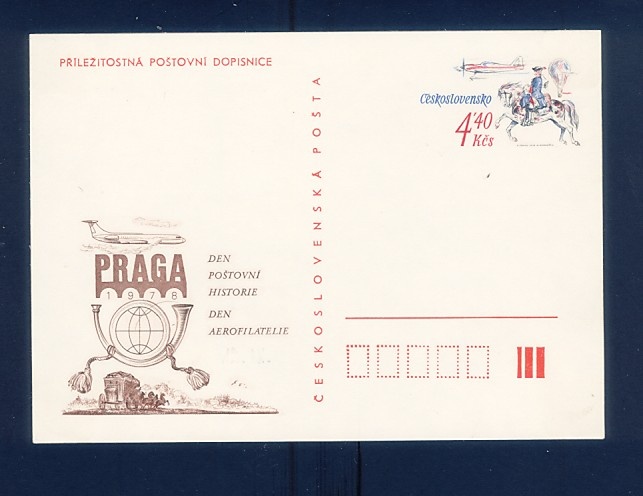 PŘÍLEŽITOSTNÁ POŠTOVNÍ DOPISNICE
Československo
4'40
Kčs
ČESKOSLOVENSKÁ POŠTA
PRAGA
1978
DEN
POŠTOVNÍ
HISTORIE
DEN
AEROFILATELIE